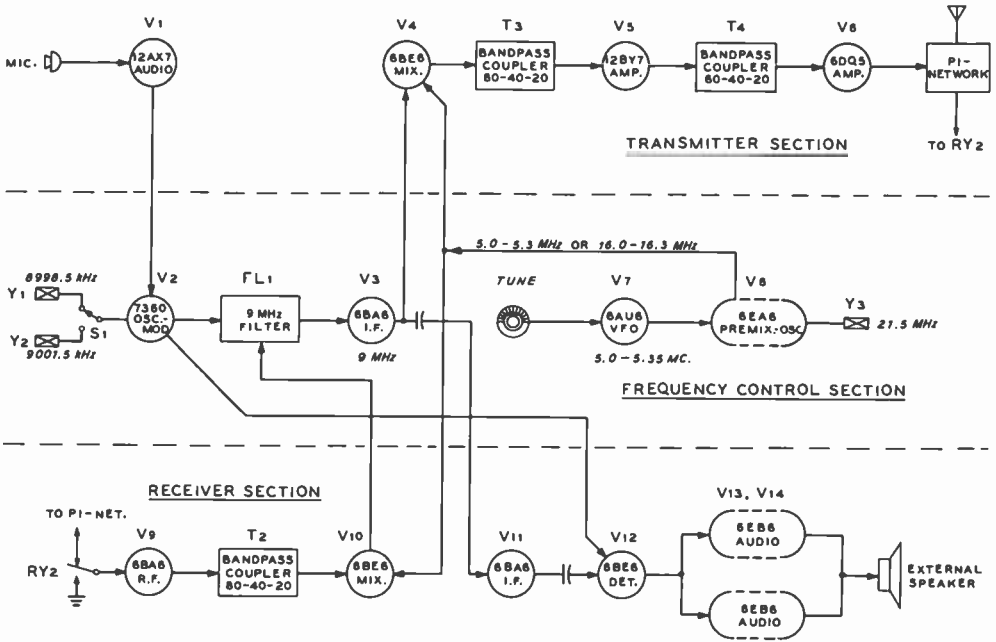 V1
V4
T3
V5
T4
V6
MIC.
12AX7
AUDIO
6BE6
MIX.
BANDPASS
COUPLER
80-40-20
12BY7
AMP.
BANDPASS
COUPLER
80-40-20
6DQ5
AMP.
PI-
NETWORK
TRANSMITTER SECTION
TO RY2
5.0-5.3 MHz OR 16.0-16.3 MHz
8998.5 kHz
Y1
V2
FL1
V3
TUNE
V7
V8
Y3
7360
OSC.-
MOD
9 MHz
FILTER
6BA6
I.F.
6AU6
VFO
6EA8
PREMIX.-OSC.
21.5 MHz
S1
Y2
9001.5 kHz
9 MHz
5.0-5.35 MC.
FREQUENCY CONTROL SECTION
RECEIVER SECTION
V13, V14
TO PI-NET.
V9
T2
V10
V11
V12
6EB6
AUDIO
RY2
6BA6
R.F.
BANDPASS
COUPLER
80-40-20
6BE6
MIX.
6BA6
I.F.
6BE6
DET.
EXTERNAL
SPEAKER
6EB6
AUDIO